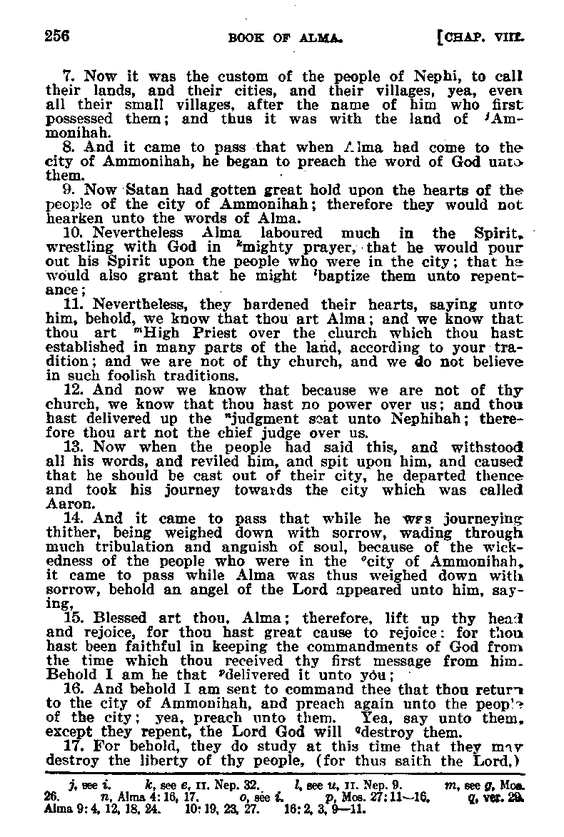 256 BOOK OF ALMA. [CHAP. VIII.
7. Now it was the custom of the people of Nephi, to call
their lands, and their cities, and their villages, yea, even
all their small villages, after the name of him who first
possessed them; and thus it was with the land of jAm-
monihah.
8. And it came to pass that when Alma had come to the
city of Ammonihah, he began to preach the word of God unto
them.
9. Now Satan had gotten great hold upon the hearts of the
people of the city of Ammonihah; therefore they would not
hearken unto the words of Alma.
10. Nevertheless Alma laboured much in the Spirit,
wrestling with God in kmighty prayer, that he would pour
out his Spirit upon the people who were in the city; that he
would also grant that he might lbaptize them unto repent-
ance;
11. Nevertheless, they hardened their hearts, saying unto
him, behold, we know that thou art Alma; and we know that
thou art mHigh Priest over the church which thou hast
established in many parts of the land, according to your tra-
dition; and we are not of thy church, and we do not believe
in such foolish traditions.
12. And now we know that because we are not of thy
church, we know that thou hast no power over us; and thou
hast delivered up the njudgment seat unto Nephihah; there-
fore thou art not the chief judge over us.
13. Now when the people had said this, and withstood
all his words, and reviled him, and spit upon him, and caused
that he should be cast out of their city, he departed thence
and took his journey towards the city which was called
Aaron.
14. And it came to pass that while he was journeying
thither, being weighed down with sorrow, wading through
much tribulation and anguish of soul, because of the wick-
edness of the people who were in the ocity of Ammonihah,
it came to pass while Alma was thus weighed down with
sorrow, behold an angel of the Lord appeared unto him, say-
ing,
15. Blessed art thou, Alma; therefore, lift up thy head
and rejoice, for thou hast great cause to rejoice: for thou
hast been faithful in keeping the commandments of God from
the time which thou received thy first message from him.
Behold I am he that pdelivered it unto you;
16. And behold I am sent to command thee that thou return
to the city of Ammonihah, and preach again unto the people
of the city; yea, preach unto them. Yea, say unto them,
except they repent, the Lord God will qdestroy them.
17. For behold, they do study at this time that they may
destroy the liberty of thy people, (for thus saith the Lord,)
j, see i. k, see e, II. Nep. 32. l, see u, II. Nep. 9. m, see g, Mos.
26. n, Alma 4:16, 17. o, see i. p, Mos. 27:11—16. q, ver. 29.
Alma 9:4, 12, 18, 24. 10:19, 23, 27. 16:2, 3, 9—11.